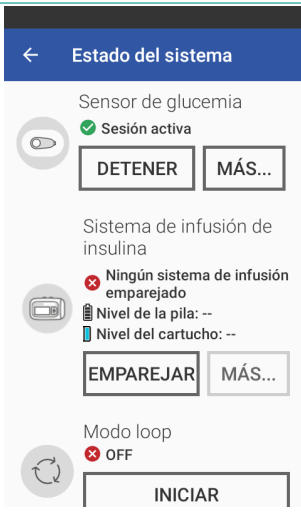 Estado del sistema
Sensor de glucemia
Sesión activa
DETENER
MÁS...
Sistema de infusión de
insulina
Ningún sistema de infusión
emparejado
Nivel de la pila: --
Nivel del cartucho: --
EMPAREJAR
MÁS...
Modo loop
OFF
INICIAR